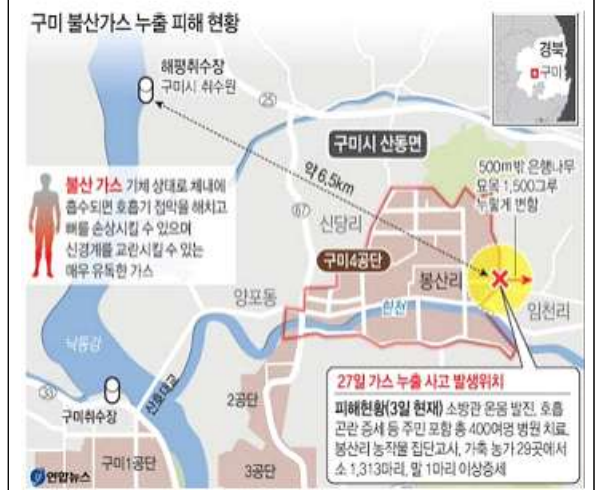 구미 불산가스 누출 피해 현황
해평취수장
구미시 취수원
경북
구미
25
구미시 산동면
500m 밖 은행나무
묘목 1,500그루
누렇게 변함
약 6.5km
불산 가스 기체 상태로 체내에
흡수되면 호흡기 점막을 해치고
뼈를 손상시킬 수 있으며
신경계를 교란시킬 수 있는
매우 유독한 가스
67
신당리
구미4공단
봉산리
양포동
한천
임천리
낙동강
산호대교
33
구미취수장
2공단
구미1공단
3공단
27일 가스 누출 사고 발생위치
피해현황(3일 현재) 소방관 온몸 발진, 호흡
곤란 증세 등 주민 포함 총 400여명 병원 치료,
봉산리 농작물 집단고사, 가축 농가 29곳에서
소 1,313마리, 말 1마리 이상증세
연합뉴스